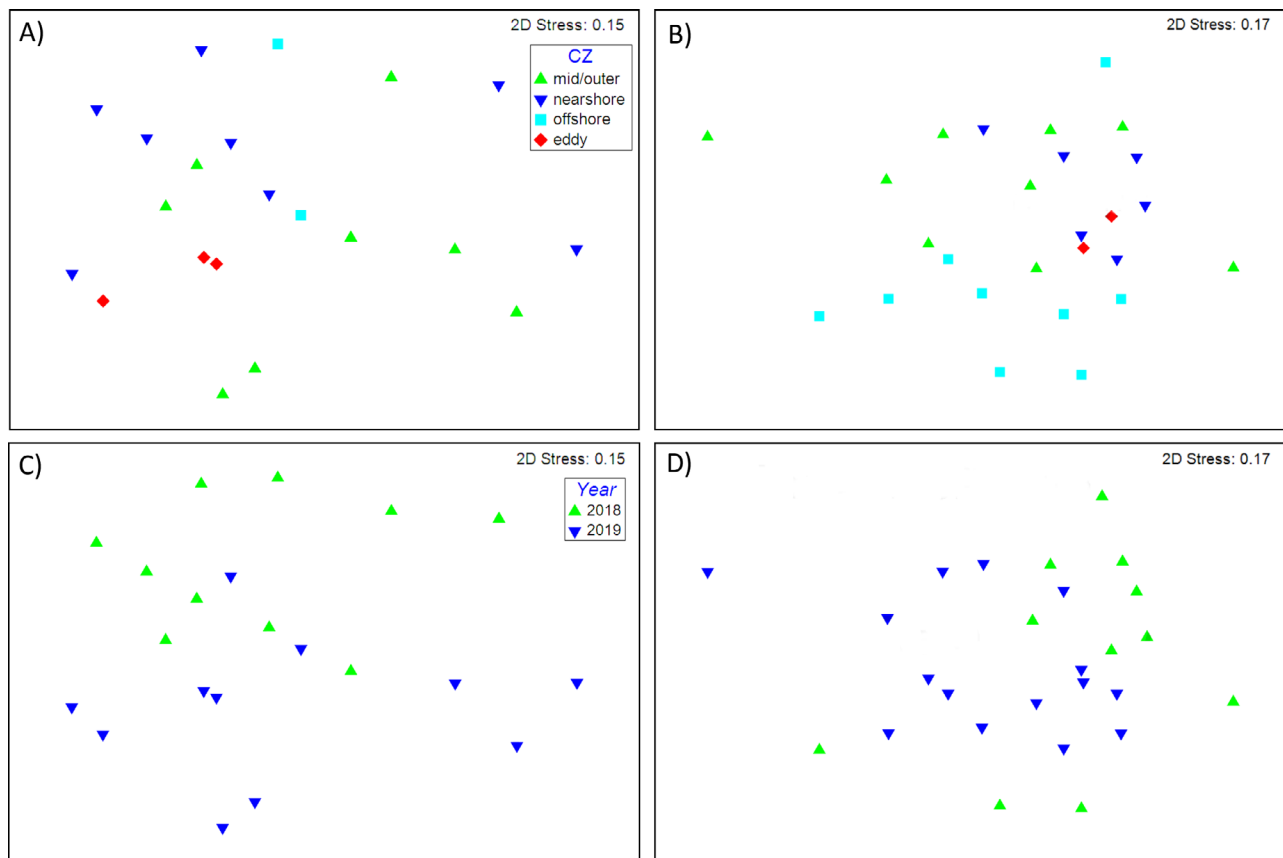 A)
2D Stress: 0.15
CZ
mid/outer
nearshore
offshore
eddy
B)
2D Stress: 0.17
C)
2D Stress: 0.15
Year
2018
2019
D)
2D Stress: 0.17